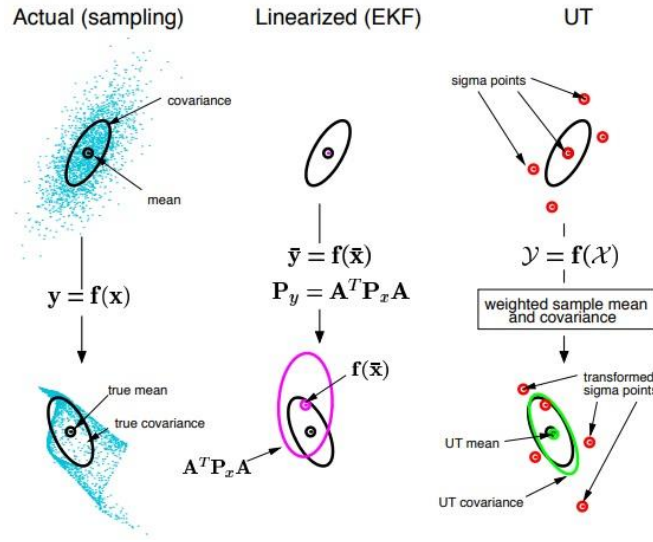 Actual (sampling)
Linearized (EKF)
UT
covariance
mean
sigma points
y = f(x)
ȳ = f(x̄)
P_y = A^T P_x A
𝒴 = f(𝒳)
weighted sample mean
and covariance
true mean
true covariance
f(x̄)
A^T P_x A
transformed
sigma points
UT mean
UT covariance